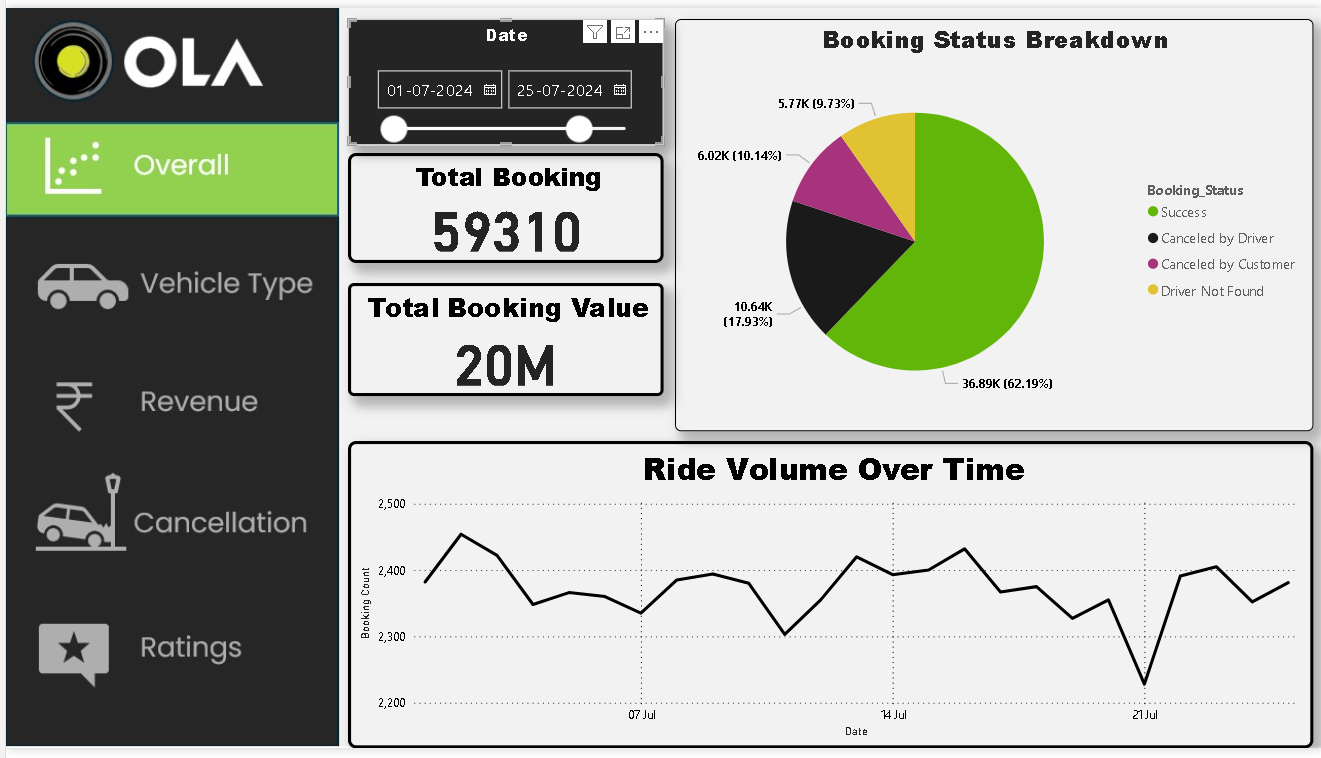 OLA
Overall
Vehicle Type
Revenue
Cancellation
Ratings
Date
01-07-2024
25-07-2024
Total Booking
59310
Total Booking Value
20M
Booking Status Breakdown
5.77K (9.73%)
6.02K (10.14%)
10.64K
(17.93%)
36.89K (62.19%)
Booking_Status
Success
Canceled by Driver
Canceled by Customer
Driver Not Found
Ride Volume Over Time
Booking Count
2,500
2,400
2,300
2,200
07 Jul
14 Jul
21 Jul
Date